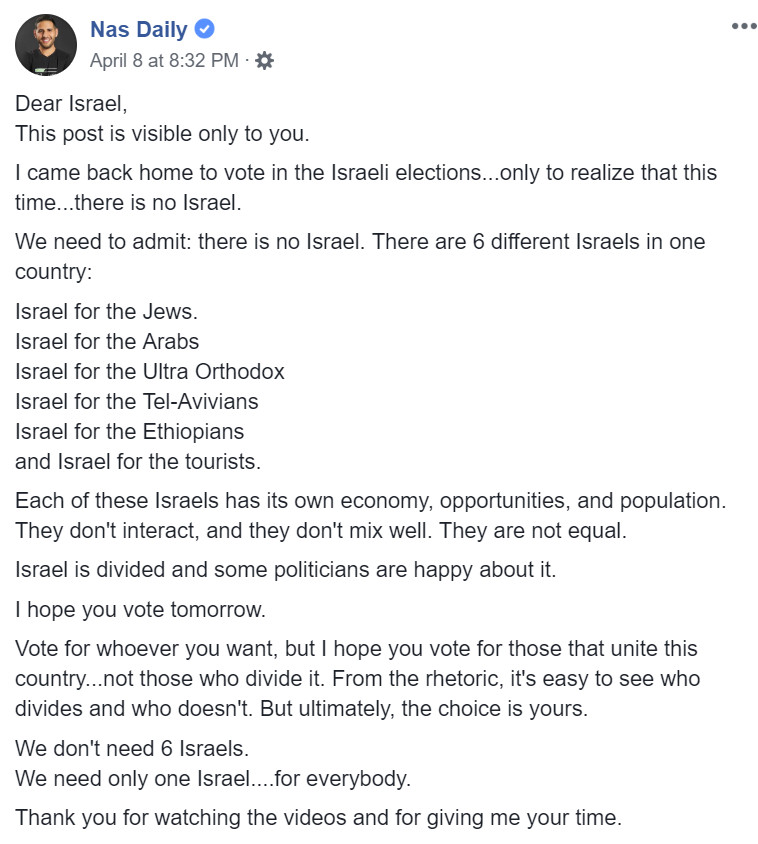 Nas Daily
April 8 at 8:32 PM ·
Dear Israel,
This post is visible only to you.
I came back home to vote in the Israeli elections...only to realize that this
time...there is no Israel.
We need to admit: there is no Israel. There are 6 different Israels in one
country:
Israel for the Jews.
Israel for the Arabs
Israel for the Ultra Orthodox
Israel for the Tel-Avivians
Israel for the Ethiopians
and Israel for the tourists.
Each of these Israels has its own economy, opportunities, and population.
They don't interact, and they don't mix well. They are not equal.
Israel is divided and some politicians are happy about it.
I hope you vote tomorrow.
Vote for whoever you want, but I hope you vote for those that unite this
country...not those who divide it. From the rhetoric, it's easy to see who
divides and who doesn't. But ultimately, the choice is yours.
We don't need 6 Israels.
We need only one Israel....for everybody.
Thank you for watching the videos and for giving me your time.